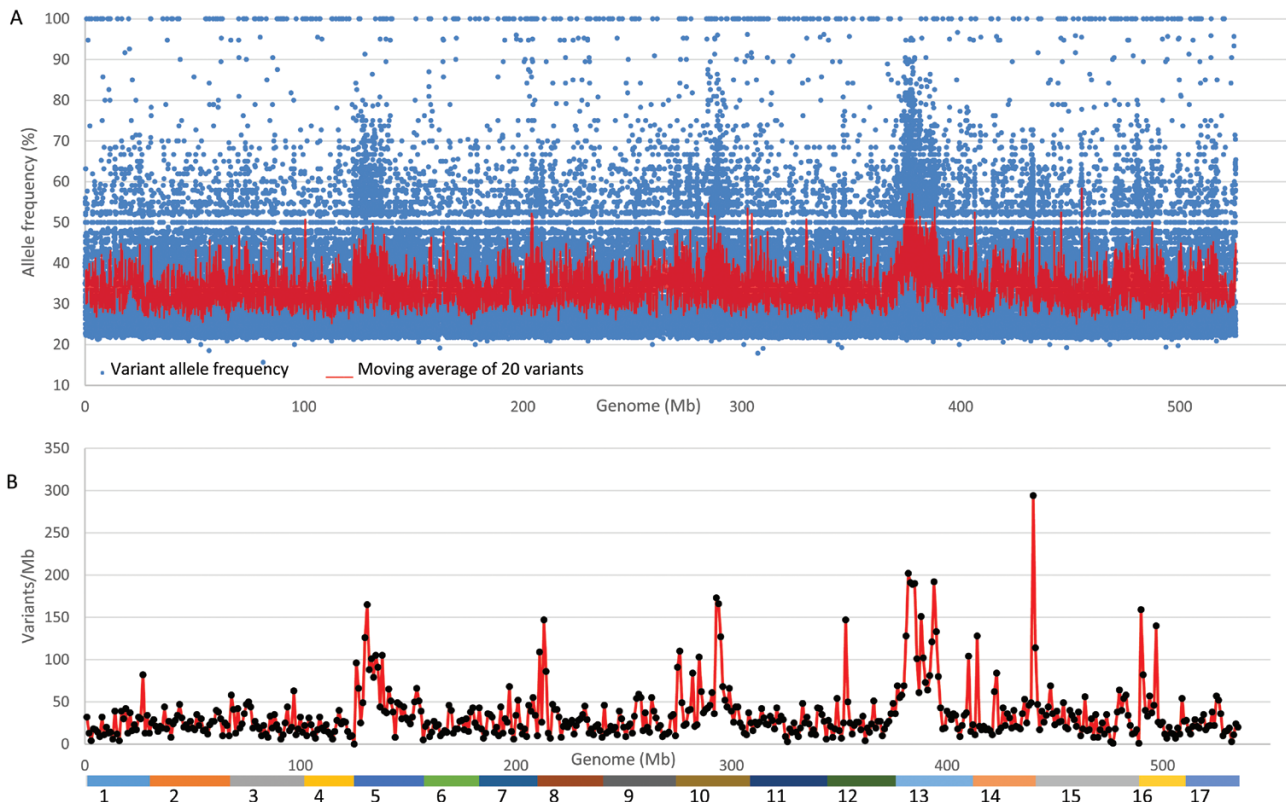 A
100
90
80
70
60
50
40
30
20
10
Allele frequency (%)
Variant allele frequency
Moving average of 20 variants
0 100 200 300 400 500
Genome (Mb)
B
350
300
250
200
150
100
50
0
Variants/Mb
0 100 200 300 400 500
Genome (Mb)
1 2 3 4 5 6 7 8 9 10 11 12 13 14 15 16 17